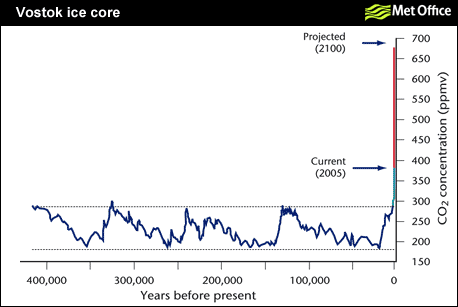 Vostok ice core
Met Office
Projected
(2100)
Current
(2005)
700
650
600
550
500
450
400
350
300
250
200
150
CO₂ concentration (ppmv)
400,000 300,000 200,000 100,000 0
Years before present